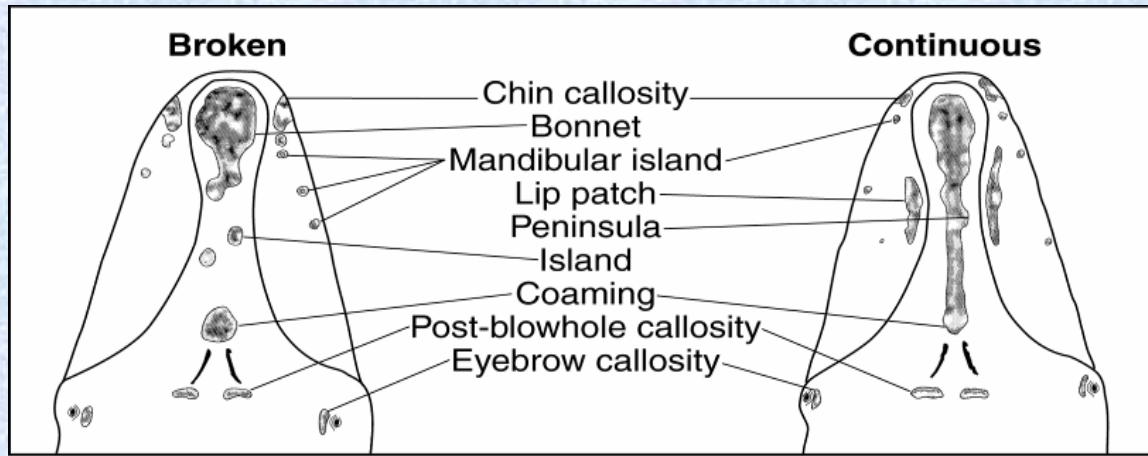 Broken
Continuous
Chin callosity
Bonnet
Mandibular island
Lip patch
Peninsula
Island
Coaming
Post-blowhole callosity
Eyebrow callosity